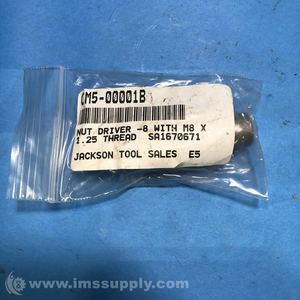 CM5-00001B
NUT DRIVER -8 WITH M8 X
1.25 THREAD SA1670671
JACKSON TOOL SALES E5
www.imssupply.com